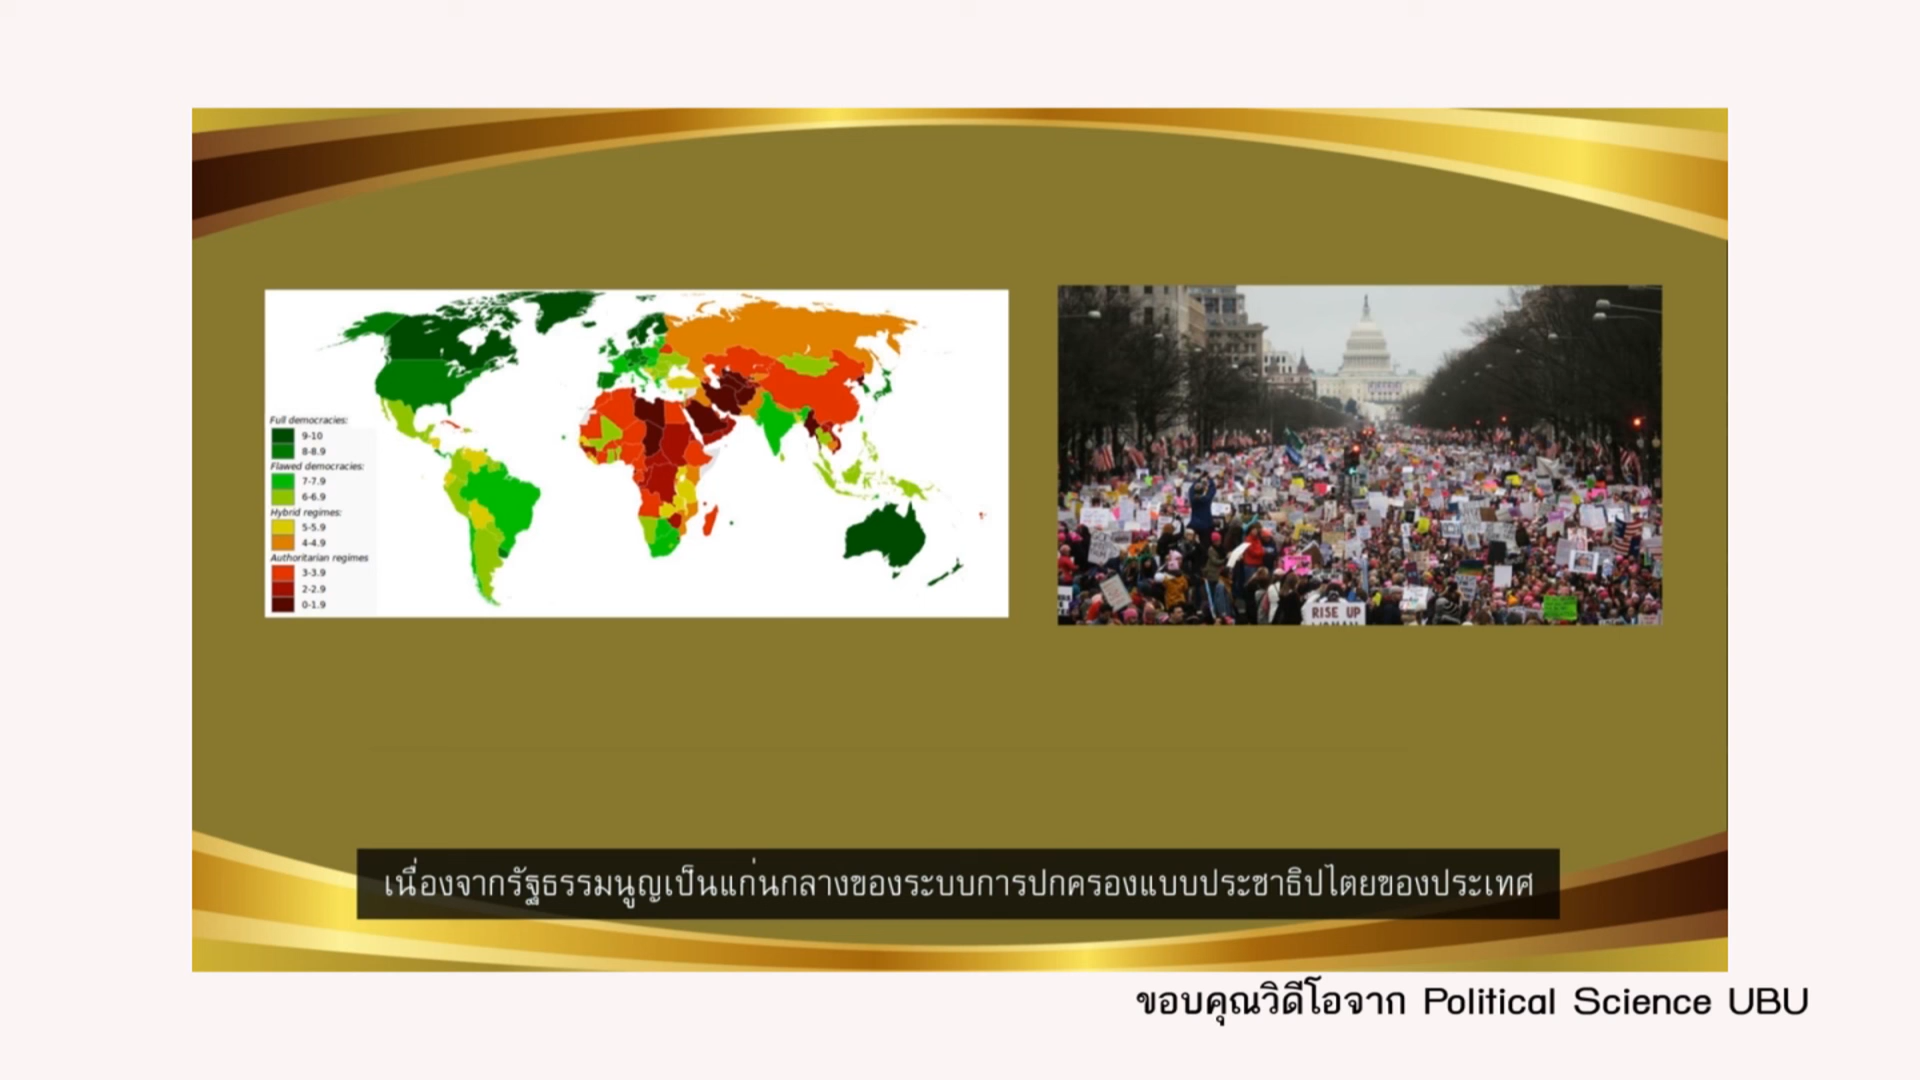 Full democracies:
9-10
8-8.9
Flawed democracies:
7-7.9
6-6.9
Hybrid regimes:
5-5.9
4-4.9
Authoritarian regimes
3-3.9
2-2.9
0-1.9
RISE UP
เนื่องจากรัฐธรรมนูญเป็นแก่นกลางของระบบการปกครองแบบประชาธิปไตยของประเทศ
ขอบคุณวิดีโอจาก Political Science UBU